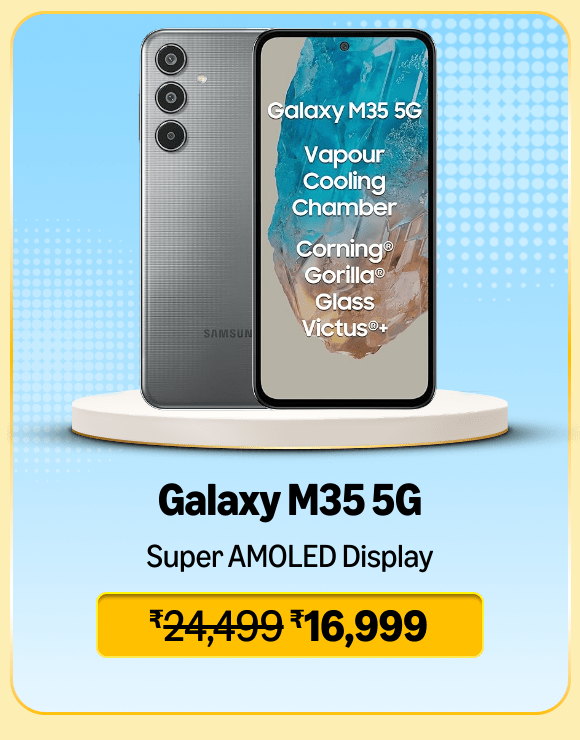 Galaxy M35 5G
Vapour
Cooling
Chamber
Corning®
Gorilla®
Glass
Victus®+
SAMSUN
Galaxy M35 5G
Super AMOLED Display
₹24,499 ₹16,999